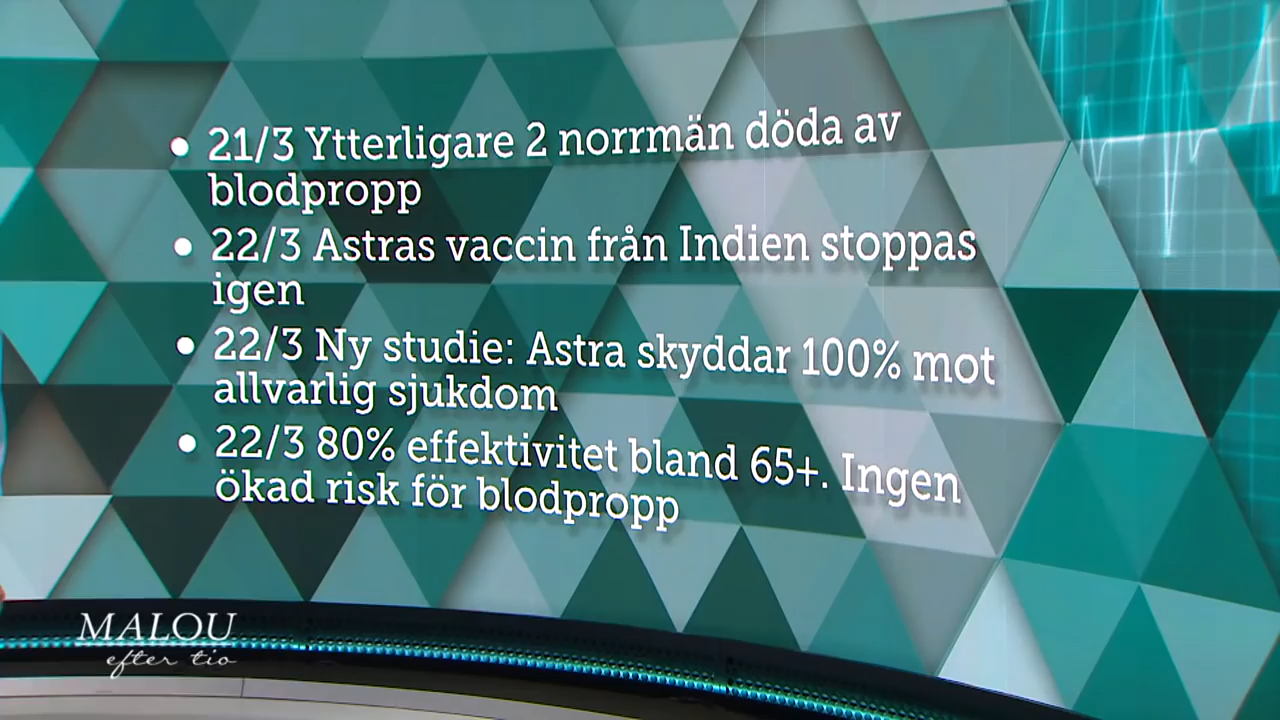 • 21/3 Ytterligare 2 norrmän döda av
blodpropp
• 22/3 Astras vaccin från Indien stoppas
igen
• 22/3 Ny studie: Astra skyddar 100% mot
allvarlig sjukdom
• 22/3 80% effektivitet bland 65+. Ingen
ökad risk för blodpropp
MALOU
efter tio